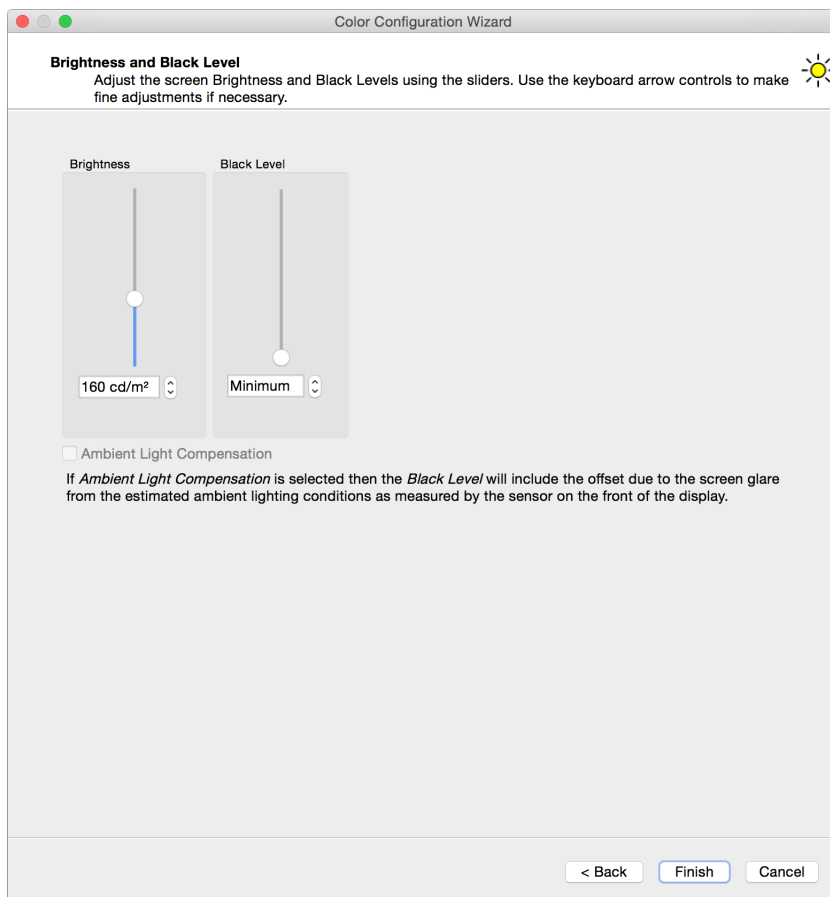 Color Configuration Wizard
Brightness and Black Level
Adjust the screen Brightness and Black Levels using the sliders. Use the keyboard arrow controls to make
fine adjustments if necessary.
Brightness
Black Level
160 cd/m²
Minimum
Ambient Light Compensation
If Ambient Light Compensation is selected then the Black Level will include the offset due to the screen glare
from the estimated ambient lighting conditions as measured by the sensor on the front of the display.
< Back
Finish
Cancel